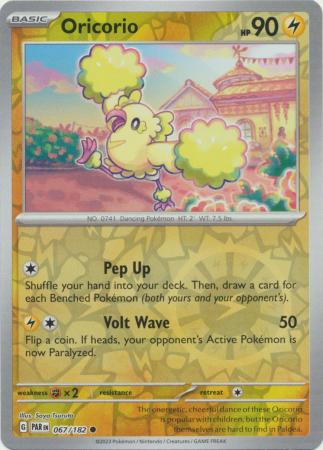 BASIC
Oricorio
HP 90
NO. 0741 Dancing Pokémon HT: 2' WT: 7.5 lbs.
Pep Up
Shuffle your hand into your deck. Then, draw a card
for each Benched Pokémon (both yours and your opponent's).
Volt Wave 50
Flip a coin. If heads, your opponent's Active Pokémon is
now Paralyzed.
weakness ×2 resistance retreat
Illus. Saya Tsuruta
G PAR EN 067/182
The energetic, cheerful dance of these Oricorio
popular with children, but the Oricorio
themselves are hard to find in Paldea.
©2023 Pokémon / Nintendo / Creatures / GAME FREAK